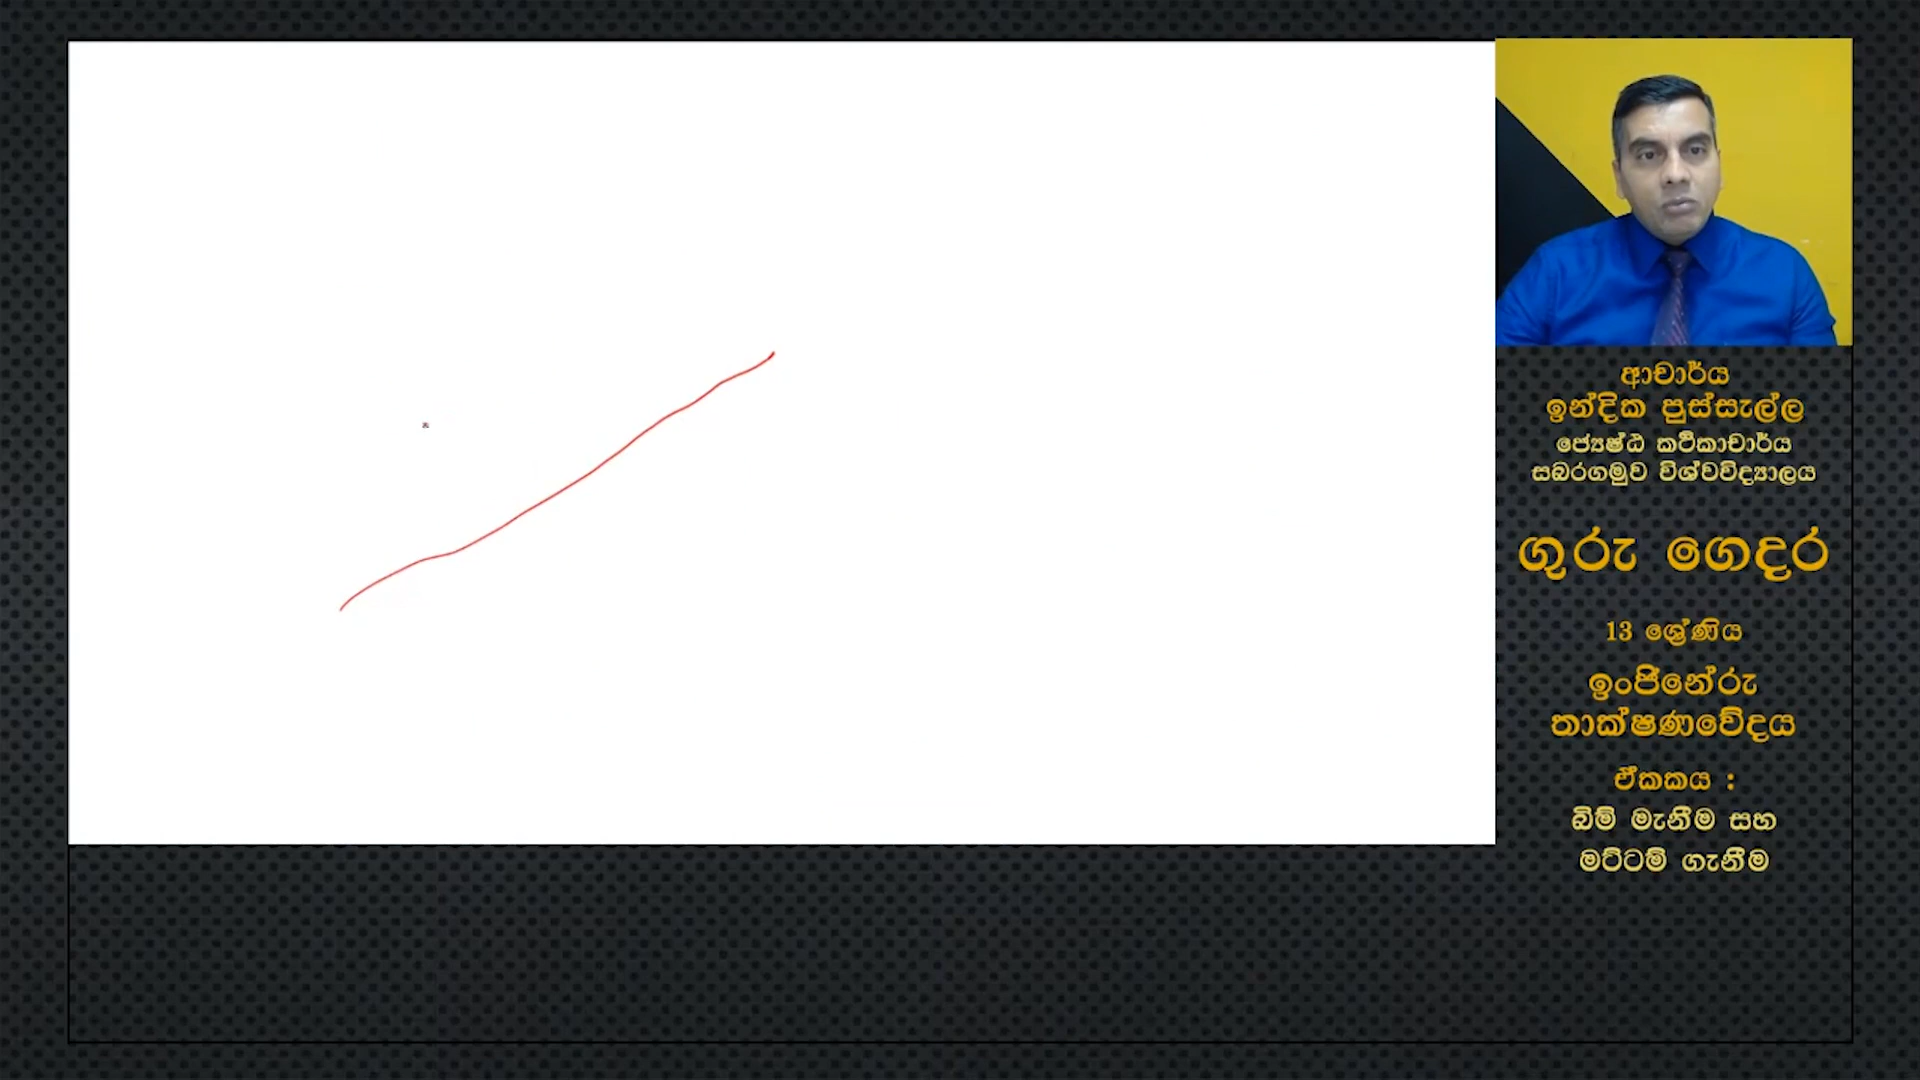 ආචාර්ය
ඉන්දික පුස්සැල්ල
ජ්‍යෙෂ්ඨ කථිකාචාර්ය
සබරගමුව විශ්වවිද්‍යාලය
ගුරු ගෙදර
13 ශ්‍රේණිය
ඉංජිනේරු
තාක්ෂණවේදය
ඒකකය :
බිම් මැනීම සහ
මට්ටම් ගැනීම